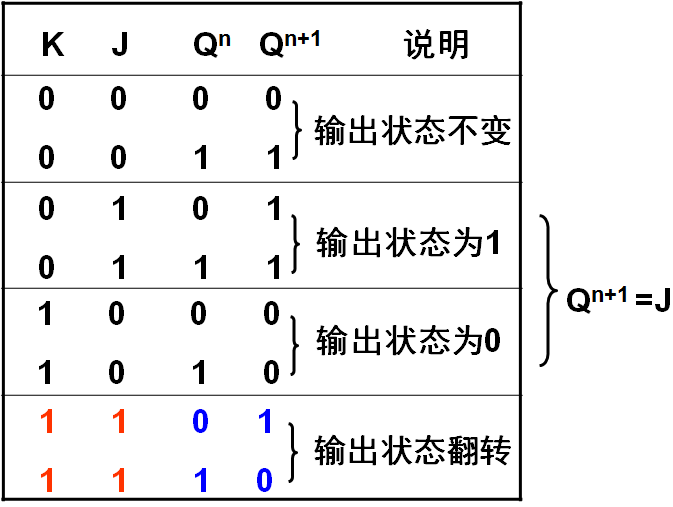 K J Qⁿ Qⁿ⁺¹ 说明
0 0 0 0
输出状态不变
0 0 1 1
0 1 0 1
输出状态为1
0 1 1 1
1 0 0 0
输出状态为0
1 0 1 0
Qⁿ⁺¹ =J
1 1 0 1
输出状态翻转
1 1 1 0